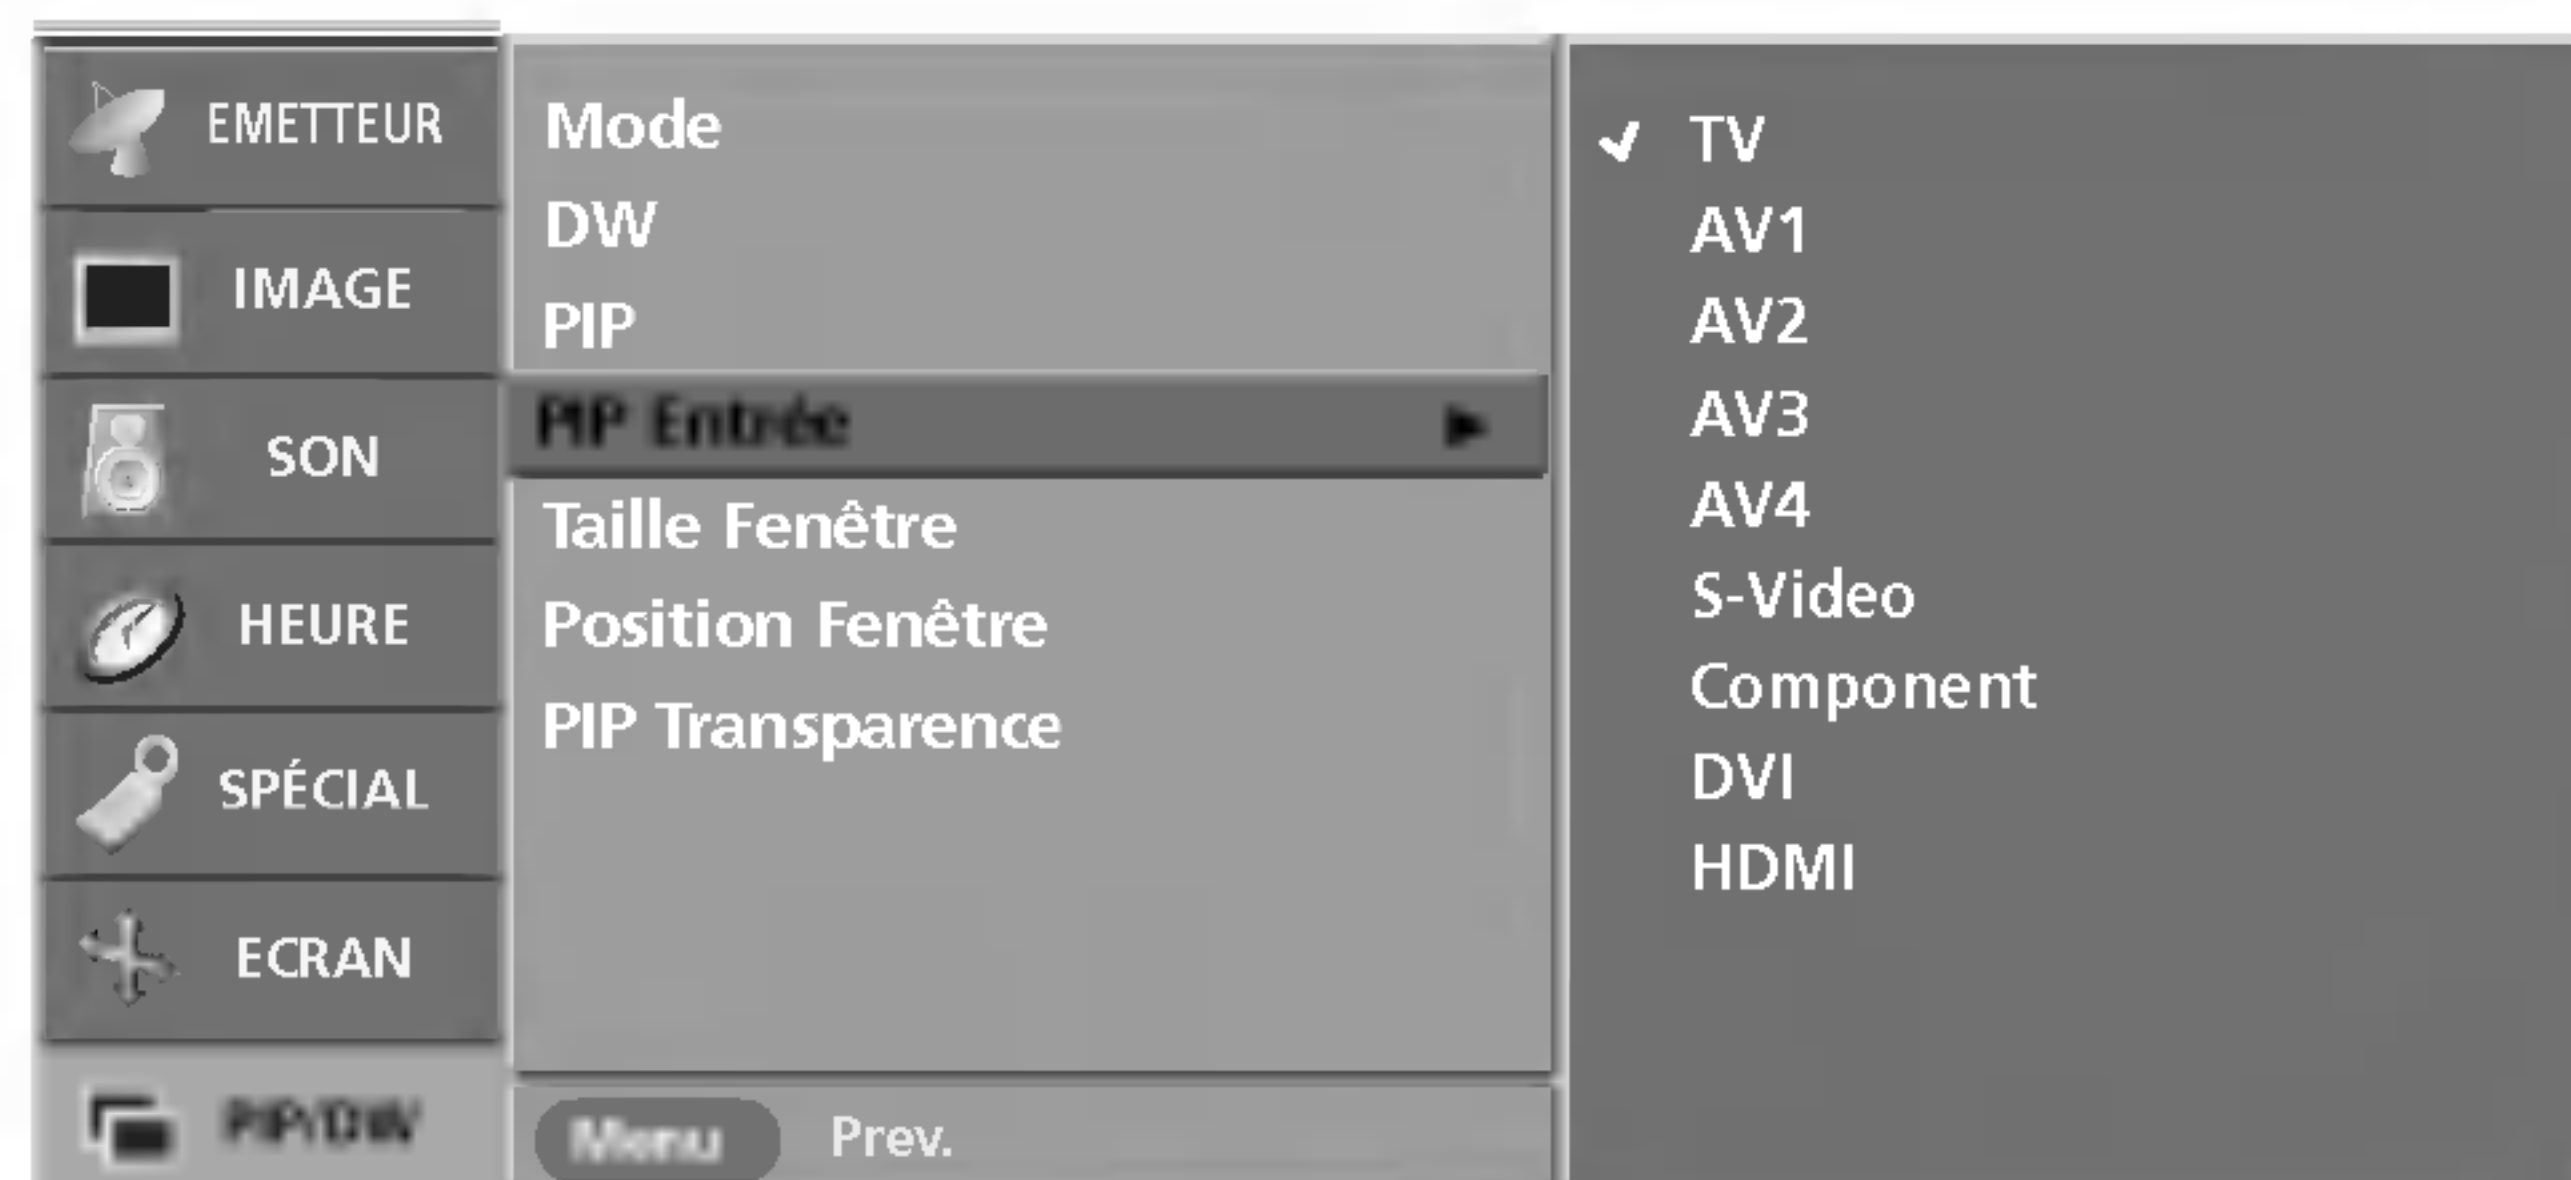 EMETTEUR
IMAGE
SON
HEURE
SPÉCIAL
ECRAN
PIP/DW
Mode
DW
PIP
PIP Entrée
Taille Fenêtre
Position Fenêtre
PIP Transparence
Menu Prev.
TV
AV1
AV2
AV3
AV4
S-Video
Component
DVI
HDMI